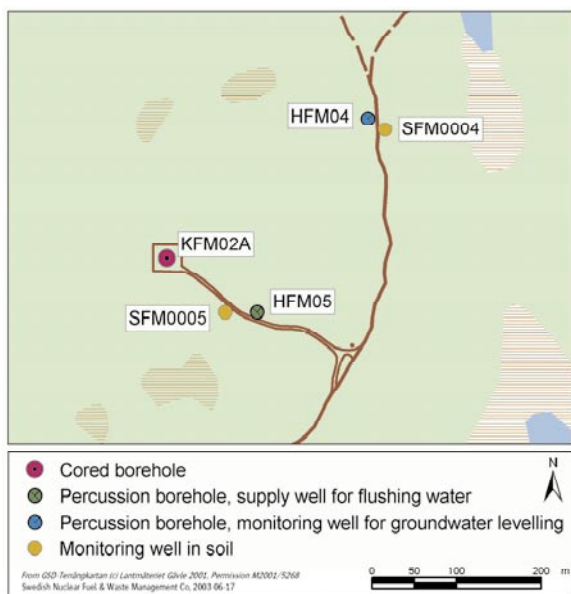 HFM04
SFM0004
KFM02A
HFM05
SFM0005
Cored borehole
Percussion borehole, supply well for flushing water
Percussion borehole, monitoring well for groundwater levelling
Monitoring well in soil
N
From GSD-Terrängkartan (c) Lantmäteriet Gävle 2001, Permission M2001/5268
Swedish Nuclear Fuel & Waste Management Co, 2003 06-17
0 50 100 200 m